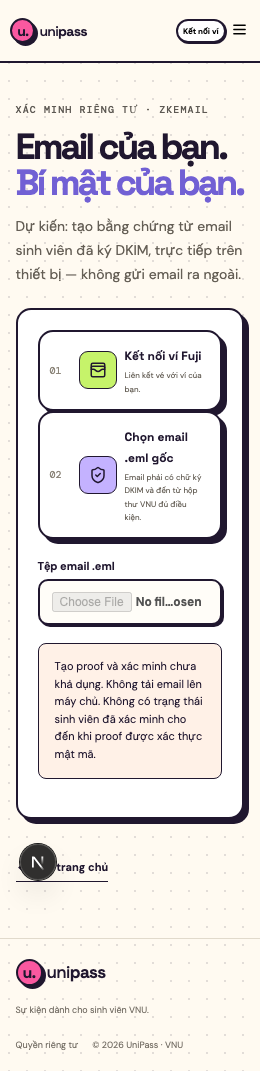 u. unipass
Kết nối ví
XÁC MINH RIÊNG TƯ · ZKEMAIL
Email của bạn.
Bí mật của bạn.
Dự kiến: tạo bằng chứng từ email
sinh viên đã ký DKIM, trực tiếp trên
thiết bị — không gửi email ra ngoài.
01
Kết nối ví Fuji
Liên kết vé với ví của
bạn.
02
Chọn email
.eml gốc
Email phải có chữ ký
DKIM và đến từ hộp
thư VNU đủ điều
kiện.
Tệp email .eml
Choose File No fil...osen
Tạo proof và xác minh chưa
khả dụng. Không tải email lên
máy chủ. Không có trạng thái
sinh viên đã xác minh cho
đến khi proof được xác thực
mật mã.
N
trang chủ
u. unipass
Sự kiện dành cho sinh viên VNU.
Quyền riêng tư © 2026 UniPass · VNU